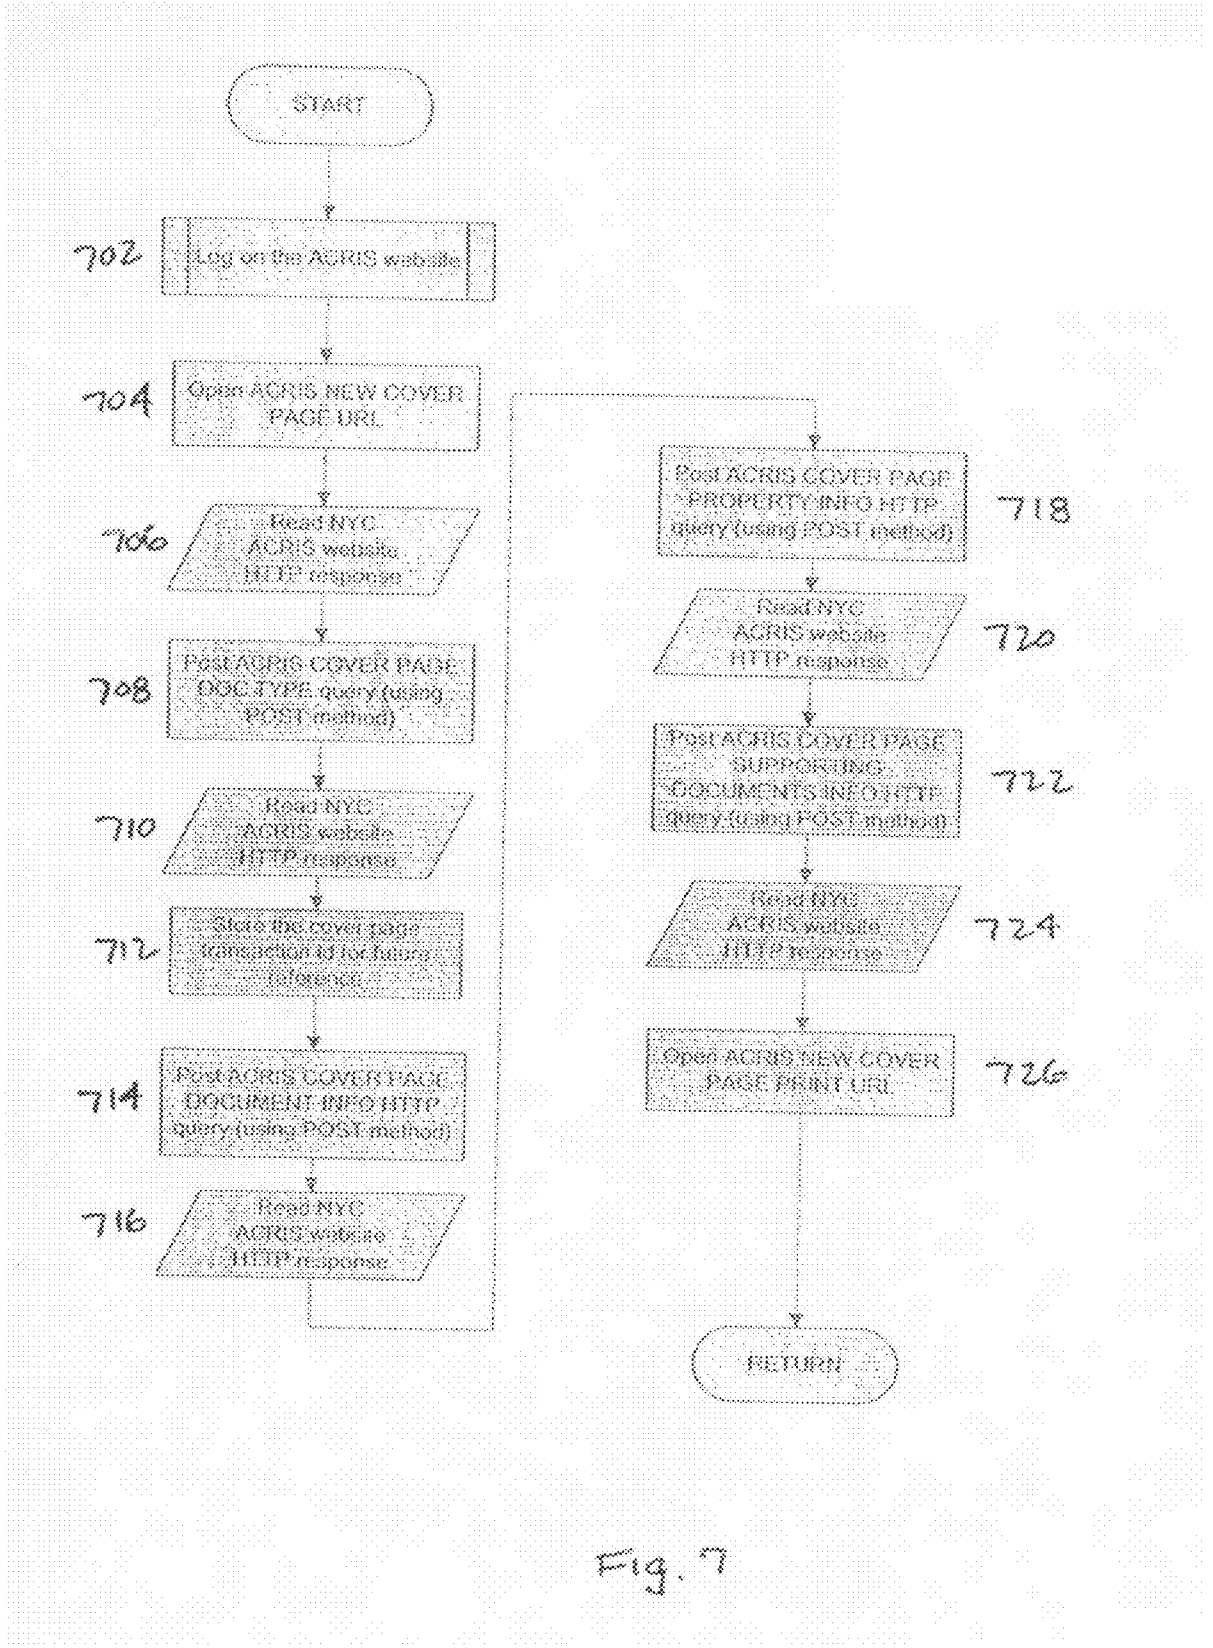 START
702
Log on the ACRIS website
704
Open ACRIS NEW COVER
PAGE URL
706
Read NYC
ACRIS website
HTTP response
708
Post ACRIS COVER PAGE
DOC TYPE query (using
POST method)
710
Read NYC
ACRIS website
HTTP response
712
Store the cover page
transaction id for future
reference
714
Post ACRIS COVER PAGE
DOCUMENT INFO HTTP
query (using POST method)
716
Read NYC
ACRIS website
HTTP response
Post ACRIS COVER PAGE
PROPERTY INFO HTTP
query (using POST method)
718
Read NYC
ACRIS website
HTTP response
720
Post ACRIS COVER PAGE
SUPPORTING
DOCUMENTS INFO HTTP
query (using POST method)
722
Read NYC
ACRIS website
HTTP response
724
Open ACRIS NEW COVER
PAGE PRINT URL
726
RETURN
Fig. 7